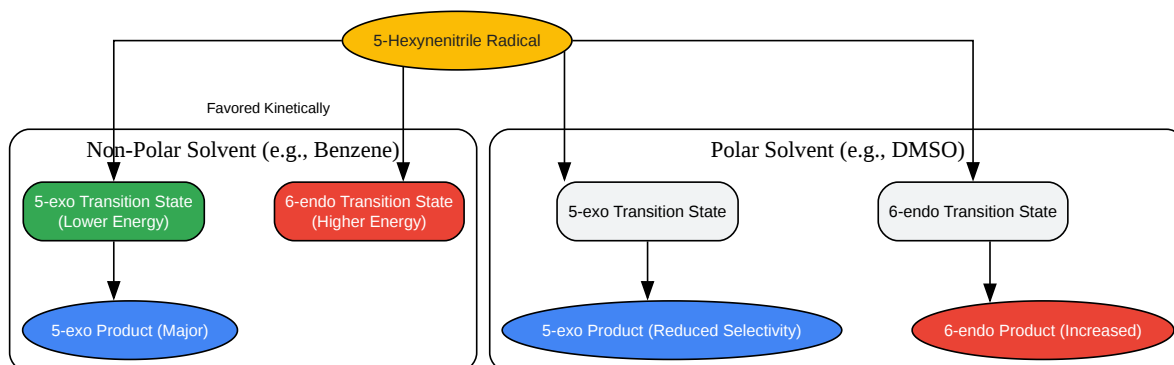 5-Hexynenitrile Radical
Favored Kinetically
Non-Polar Solvent (e.g., Benzene)
Polar Solvent (e.g., DMSO)
5-exo Transition State
(Lower Energy)
6-endo Transition State
(Higher Energy)
5-exo Transition State
6-endo Transition State
5-exo Product (Major)
5-exo Product (Reduced Selectivity)
6-endo Product (Increased)